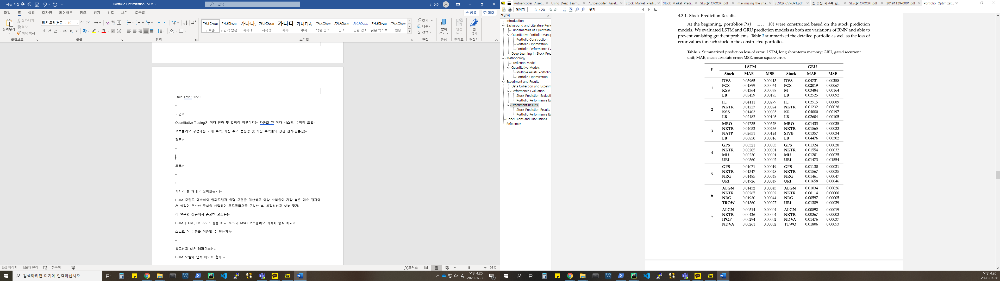 자동 저장 끔 Portfolio Optimization LSTM 검색 김 정은
파일 홈 삽입 디자인 레이아웃 참조 편지 검토 보기 도움말 공유 메모
붙여넣기 잘라내기 복사 서식 복사
맑은 고딕(본문 10
가나다AaB 표준 가나다AaB 간격 없음 가나다, 제목 1 가나다AaB 제목 2 가나디 제목 가나다A 부제 가나다AaB 약한 강조 가나다AaB 강조 가나다AaB 강한 강조 가나다AaB 굵은 텍스트 가나다AaB 인용
찾기 바꾸기 선택 받아쓰기 민감도 편집기
클립보드 글꼴 단락 스타일 편집 음성 민감도 편집기
Train-Test : 80:20
도입
Quantitative Trading은 거래 전략 및 결정이 이루어지는 자동화 된 거래 시스템, 수학적 모델
포트폴리오 구성에는 기대 수익, 자산 수익 변동성 및 자산 수익률의 상관 관계(공분산)
결론
도표
저자가 뭘 해내고 싶어했는가?
LSTM 모델로 예측하여 알파모델과 위험 모델을 계산하고 예상 수익률이 가장 높은 예측 결과에
서 실적이 우수한 주식을 선택하여 포트폴리오를 구성한 후, 최적화하고 성능 평가
이 연구의 접근에서 중요한 요소는?
LSTM과 GRU, LR, SVR의 성능 비교, MCS와 MVO 포트폴리오 최적화 방식 비교
스스로 이 논문을 이용할 수 있는가?
참고하고 싶은 레퍼런스는?
LSTM 모델에 입력 데이터 형태
3/3 페이지 186개 단어 한국어 포커스 93%
검색하려면 여기에 입력하십시오.
오후 4:20
2020-07-30
Autoencoder Asset... Using Deep Learni... Autoencoder Asset... Stock Market Predi... Stock Market Predi... SLSQP_CVXOPT.pdf maximizing the sha... SLSQP_CVXOPT.pdf 존 볼턴 회고록 한... SLSQP_CVXOPT.pdf 20191129-0001.pdf Portfolio Optimizat...
페이지: 13 / 20 찾기:
책갈피
Introduction
Background and Literature Revie
Fundamentals of Quantitativ
Quantitative Portfolio Manag
Portfolio Construction
Portfolio Optimization
Portfolio Performance Ev
Deep Learning in Stock Pred
Methodology
Prediction Model
Quantitative Models
Multiple Assets Portfolio
Portfolio Optimization
Experiment and Results
Data Collection and Experim
Performance Evaluation
Stock Prediction Evaluati
Portfolio Performance Ev
Experiment Results
Stock Prediction Results
Portfolio Performance Ev
Conclusions and Discussions
References
4.3.1. Stock Prediction Results
At the beginning, portfolios Pi(i = 1, . . . , 10) were constructed based on the stock prediction
models. We evaluated LSTM and GRU prediction models as both are variations of RNN and able to
prevent vanishing gradient problems. Table 3 summarized the detailed portfolio as well as the loss of
error values for each stock in the constructed portfolios.
Table 3. Summarized prediction loss of error. LSTM, long short-term memory; GRU, gated recurrent
unit; MAE, mean absolute error; MSE, mean square error.
P LSTM GRU
Stock MAE MSE Stock MAE MSE
1
DVA 0.05965 0.00413 DVA 0.04731 0.00258
FCX 0.01899 0.00064 FCX 0.02019 0.00067
KSS 0.01364 0.00038 M 0.03484 0.00164
LB 0.03459 0.00195 LB 0.02525 0.00092
2
FL 0.04111 0.00279 FL 0.02515 0.00089
NKTR 0.01227 0.00024 NKTR 0.01232 0.00028
KSS 0.01403 0.00035 KR 0.04080 0.00197
LB 0.02482 0.00105 LB 0.02604 0.00105
3
MRO 0.04735 0.00376 MRO 0.01433 0.00035
NKTR 0.04052 0.00236 NKTR 0.01565 0.00033
NATP 0.02651 0.00124 SIVB 0.01357 0.00034
LB 0.00850 0.00016 LB 0.04476 0.00302
4
GPS 0.00321 0.00003 GPS 0.01324 0.00028
NKTR 0.00205 0.00001 NKTR 0.01554 0.00032
MU 0.00230 0.00001 MU 0.01201 0.00025
URI 0.00360 0.00002 URI 0.01473 0.01554
5
GPS 0.01071 0.00019 GPS 0.01130 0.00021
NKTR 0.01347 0.00028 NKTR 0.01567 0.00035
NRG 0.01485 0.00048 NRG 0.01461 0.00047
URI 0.01726 0.00047 URI 0.01658 0.00046
6
ALGN 0.01432 0.00043 ALGN 0.01034 0.00026
NKTR 0.00267 0.00002 NKTR 0.00114 0.00000
NRG 0.01930 0.00044 NRG 0.00597 0.00005
TROW 0.01360 0.00027 URI 0.01389 0.00029
7
ALGN 0.00514 0.00004 ALGN 0.00892 0.00019
NKTR 0.00426 0.00004 NKTR 0.00367 0.00003
IPGP 0.00294 0.00002 NDVA 0.01476 0.00037
NDVA 0.00261 0.00002 TTWO 0.01806 0.00053
오후 4:20
2020-07-30